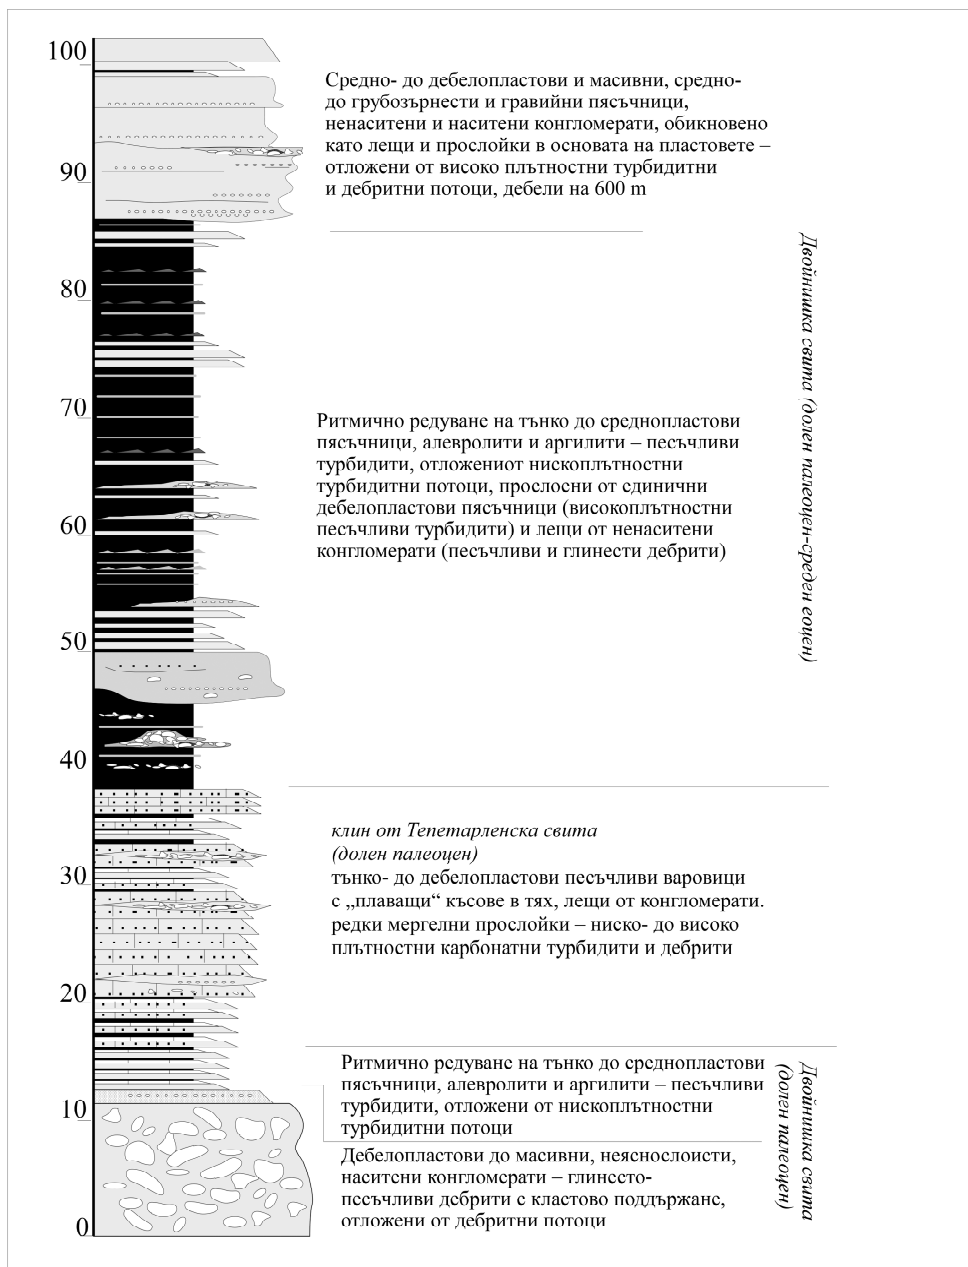 100
Средно- до дебелопластови и масивни, средно-
до грубозърнести и гравийни пясъчници,
ненаситени и наситени конгломерати, обикновено
като лещи и прослойки в основата на пластовете –
отложени от високо плътностни турбидитни
и дебритни потоци, дебели на 600 m
90
80
70
Ритмично редуване на тънко до среднопластови
пясъчници, алевролити и аргилити – песъчливи
турбидити, отложениот нископлътностни
турбидитни потоци, прослоени от единични
дебелопластови пясъчници (високоплътностни
песъчливи турбидити) и лещи от ненаситени
конгломерати (песъчливи и глинести дебрити)
60
50
40
Двойнишка свита (долен палеоцен-среден еоцен)
клин от Тепетарленска свита
(долен палеоцен)
тънко- до дебелопластови песъчливи варовици
с „плаващи“ късове в тях, лещи от конгломерати.
редки мергелни прослойки – ниско- до високо
плътностни карбонатни турбидити и дебрити
30
20
Ритмично редуване на тънко до среднопластови
пясъчници, алевролити и аргилити – песъчливи
турбидити, отложени от нископлътностни
турбидитни потоци
10
Дебелопластови до масивни, неяснослоисти,
наситени конгломерати – глинесто-
песъчливи дебрити с кластово поддържане,
отложени от дебритни потоци
0
Двойнишка свита
(долен палеоцен)